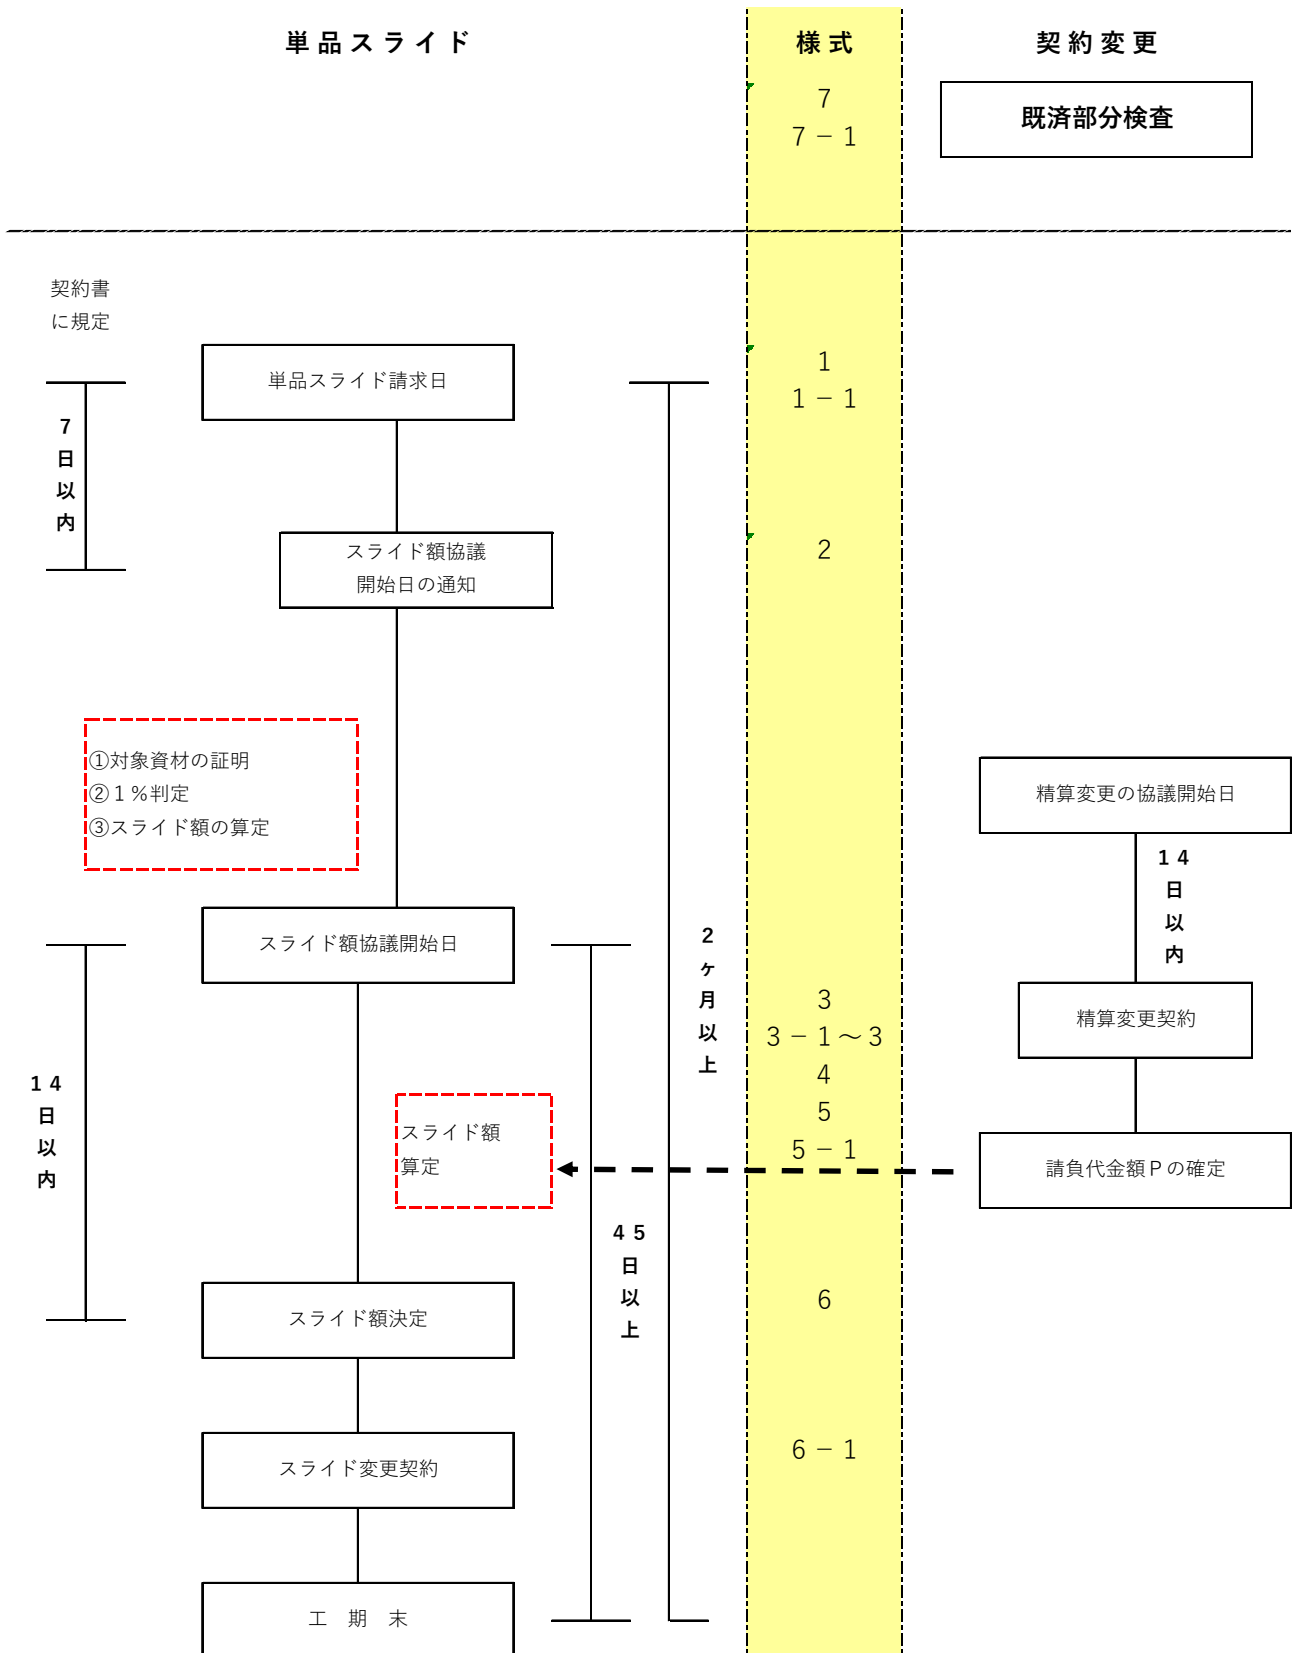 単品スライド
様式
契約変更
7
7－1
既済部分検査
契約書
に規定
単品スライド請求日
1
1－1
7
日
以
内
スライド額協議
開始日の通知
2
①対象資材の証明
②１％判定
③スライド額の算定
精算変更の協議開始日
14
日
以
内
スライド額協議開始日
2
ヶ
月
以
上
3
3－1～3
4
5
5－1
精算変更契約
14
日
以
内
スライド額
算定
請負代金額Ｐの確定
45
日
以
上
スライド額決定
6
スライド変更契約
6－1
工　期　末